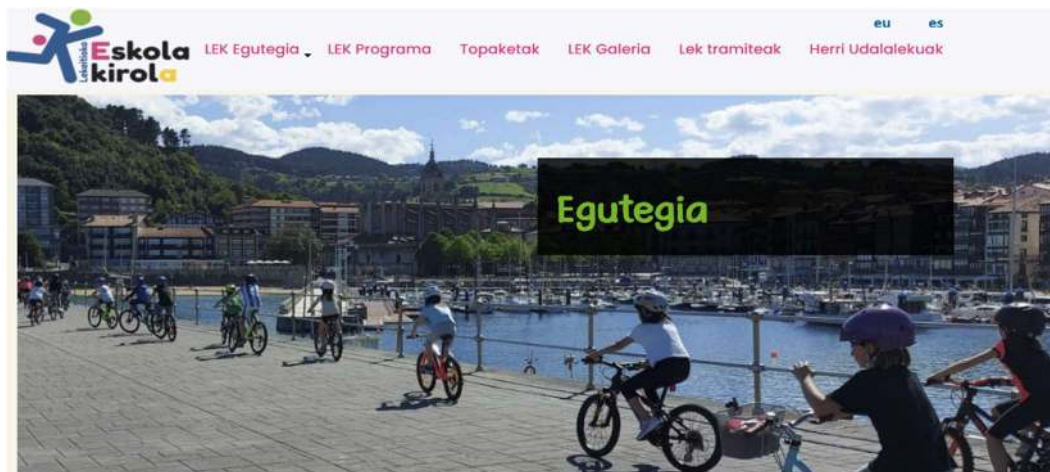 eu es
Lekeitioko
Eskola
kirola
LEK Egutegia LEK Programa Topaketak LEK Galeria Lek tramiteak Herri Udalalekuak
Egutegia